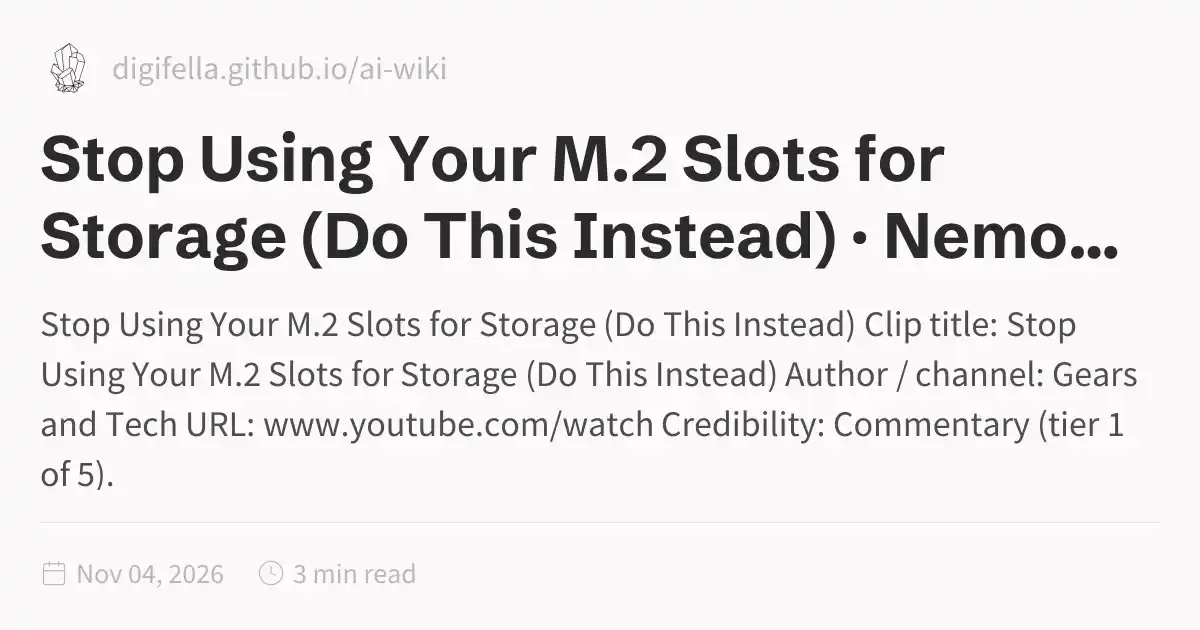 digifella.github.io/ai-wiki
Stop Using Your M.2 Slots for
Storage (Do This Instead) · Nemo...
Stop Using Your M.2 Slots for Storage (Do This Instead) Clip title: Stop
Using Your M.2 Slots for Storage (Do This Instead) Author / channel: Gears
and Tech URL: www.youtube.com/watch Credibility: Commentary (tier 1
of 5).
Nov 04, 2026
3 min read